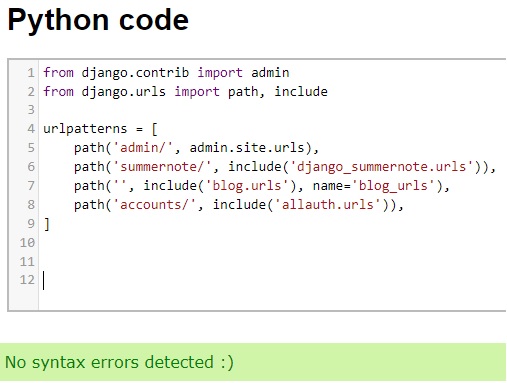 Python code
1 from django.contrib import admin
2 from django.urls import path, include
3
4 urlpatterns = [
5     path('admin/', admin.site.urls),
6     path('summernote/', include('django_summernote.urls')),
7     path('', include('blog.urls'), name='blog_urls'),
8     path('accounts/', include('allauth.urls')),
9 ]
10
11
12
No syntax errors detected :)